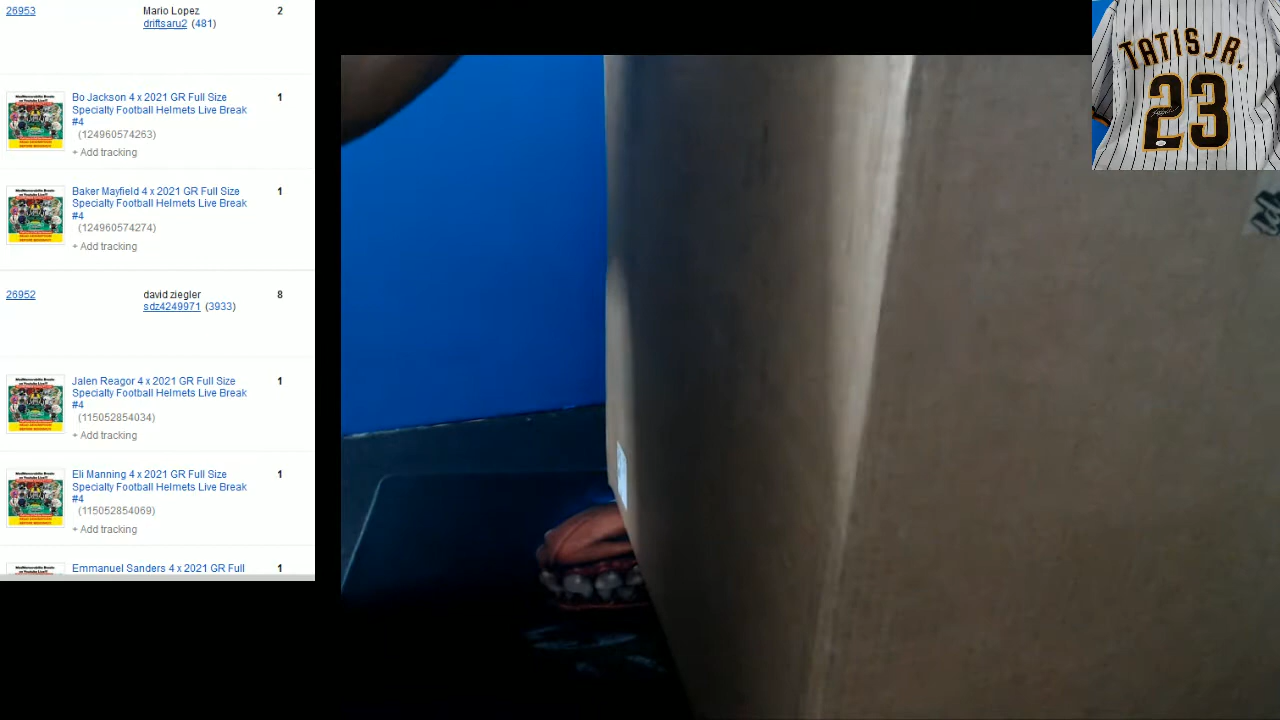 26953
Mario Lopez
2
driftsaru2 (481)
Bo Jackson 4 x 2021 GR Full Size
1
Specialty Football Helmets Live Break
#4
(124960574263)
+ Add tracking
Baker Mayfield 4 x 2021 GR Full Size
1
Specialty Football Helmets Live Break
#4
(124960574274)
+ Add tracking
26952
david ziegler
8
sdz4249971 (3933)
Jalen Reagor 4 x 2021 GR Full Size
1
Specialty Football Helmets Live Break
#4
(115052854034)
+ Add tracking
Eli Manning 4 x 2021 GR Full Size
1
Specialty Football Helmets Live Break
#4
(115052854069)
+ Add tracking
Emmanuel Sanders 4 x 2021 GR Full
1
TATIS JR.
23